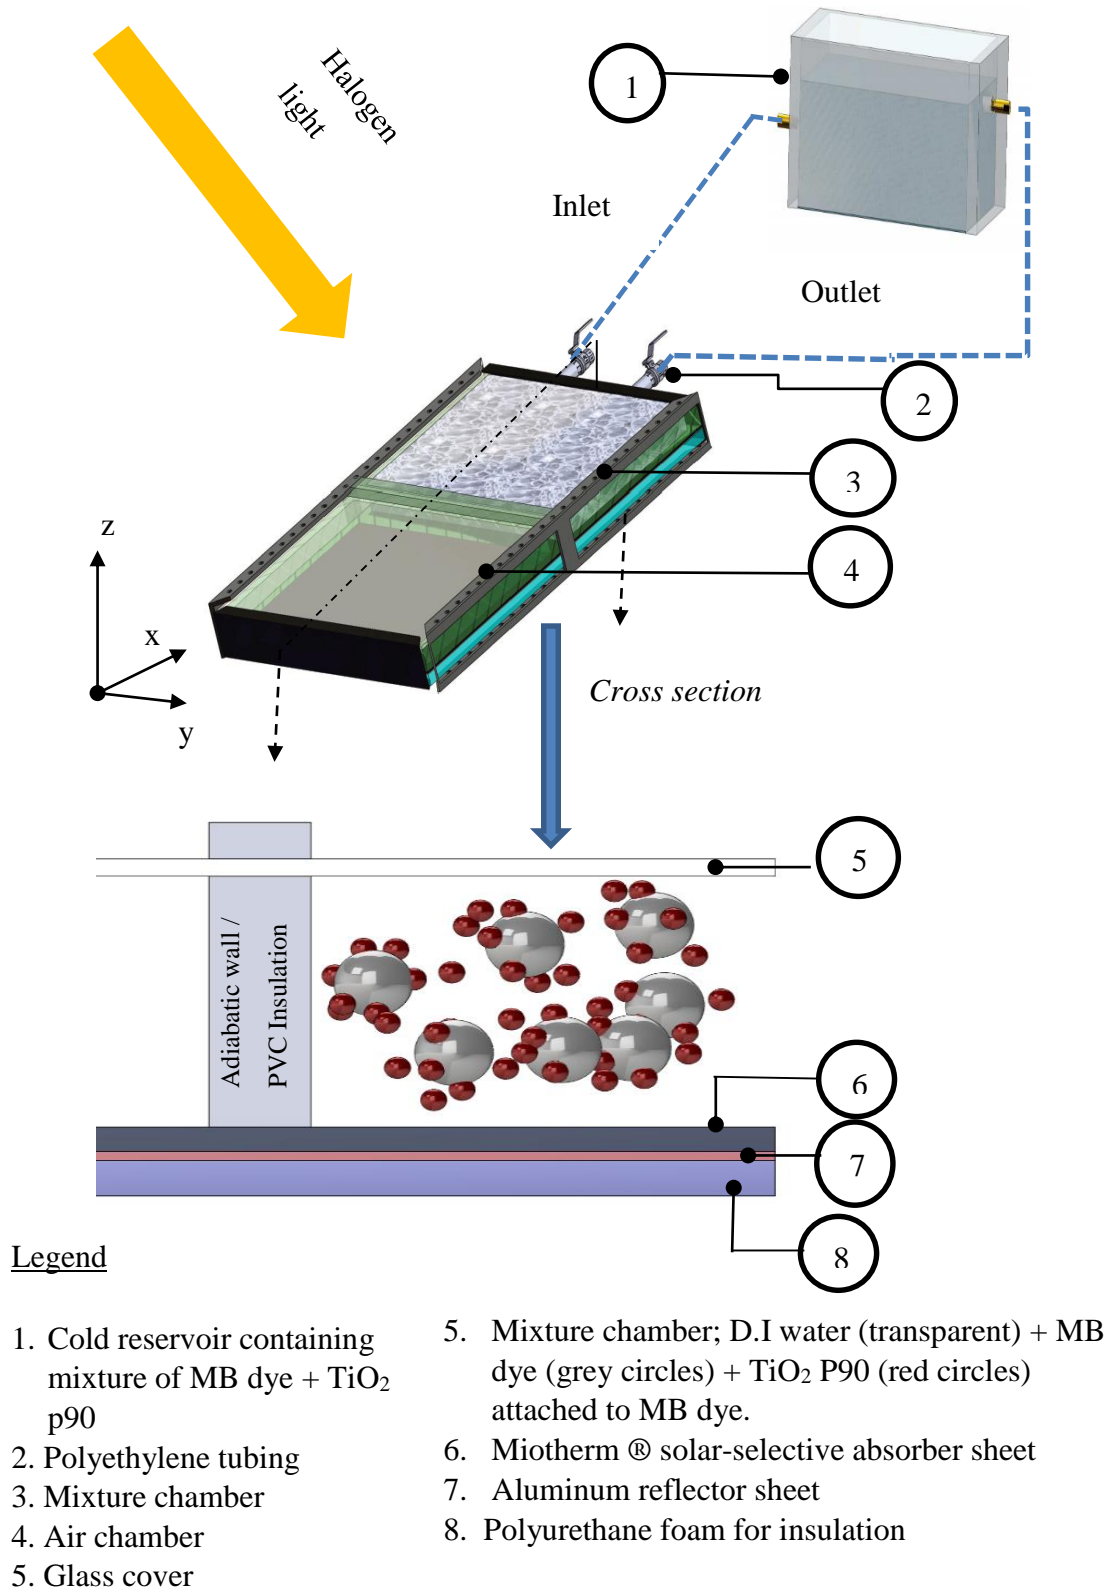 Halogen
light
1
Inlet
Outlet
2
3
4
z
x
y
Cross section
5
Adiabatic wall /
PVC Insulation
6
7
8
Legend
1. Cold reservoir containing
mixture of MB dye + TiO₂
p90
2. Polyethylene tubing
3. Mixture chamber
4. Air chamber
5. Glass cover
5. Mixture chamber; D.I water (transparent) + MB
dye (grey circles) + TiO₂ P90 (red circles)
attached to MB dye.
6. Miotherm ® solar-selective absorber sheet
7. Aluminum reflector sheet
8. Polyurethane foam for insulation